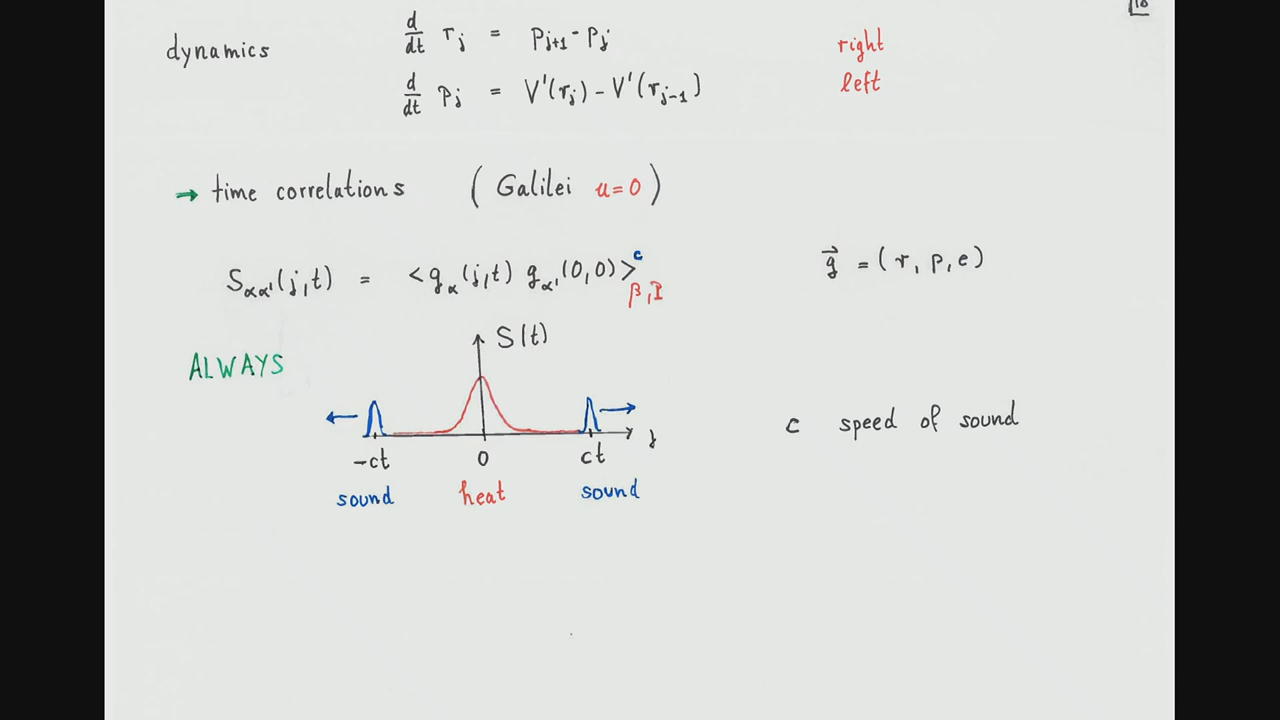 10
dynamics d/dt r_j = p_{j+1} - p_j right
d/dt p_j = V'(r_j) - V'(r_{j-1}) left
→ time correlations (Galilei u=0)
S_{αα'}(j,t) = <g_α(j,t) g_{α'}(0,0)>^c_{β,P} g⃗ = (r, p, e)
S(t)
ALWAYS
c speed of sound
j
-ct 0 ct
sound heat sound